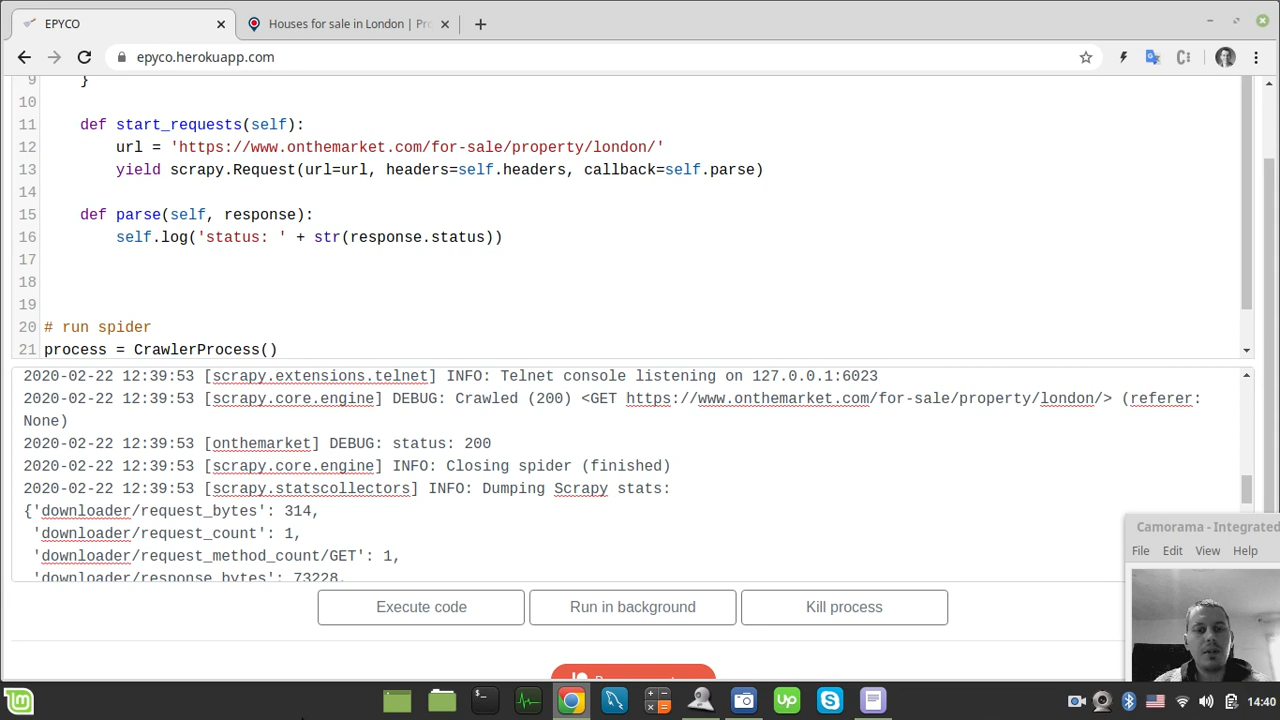 EPYCO
Houses for sale in London | Pr
epyco.herokuapp.com
9 }
10
11 def start_requests(self):
12 url = 'https://www.onthemarket.com/for-sale/property/london/'
13 yield scrapy.Request(url=url, headers=self.headers, callback=self.parse)
14
15 def parse(self, response):
16 self.log('status: ' + str(response.status))
17
18
19
20 # run spider
21 process = CrawlerProcess()
2020-02-22 12:39:53 [scrapy.extensions.telnet] INFO: Telnet console listening on 127.0.0.1:6023
2020-02-22 12:39:53 [scrapy.core.engine] DEBUG: Crawled (200) <GET https://www.onthemarket.com/for-sale/property/london/> (referer:
None)
2020-02-22 12:39:53 [onthemarket] DEBUG: status: 200
2020-02-22 12:39:53 [scrapy.core.engine] INFO: Closing spider (finished)
2020-02-22 12:39:53 [scrapy.statscollectors] INFO: Dumping Scrapy stats:
{'downloader/request_bytes': 314,
'downloader/request_count': 1,
'downloader/request_method_count/GET': 1,
'downloader/response_bytes': 73228,
Camorama - Integrated
File Edit View Help
Execute code
Run in background
Kill process
up
14:40